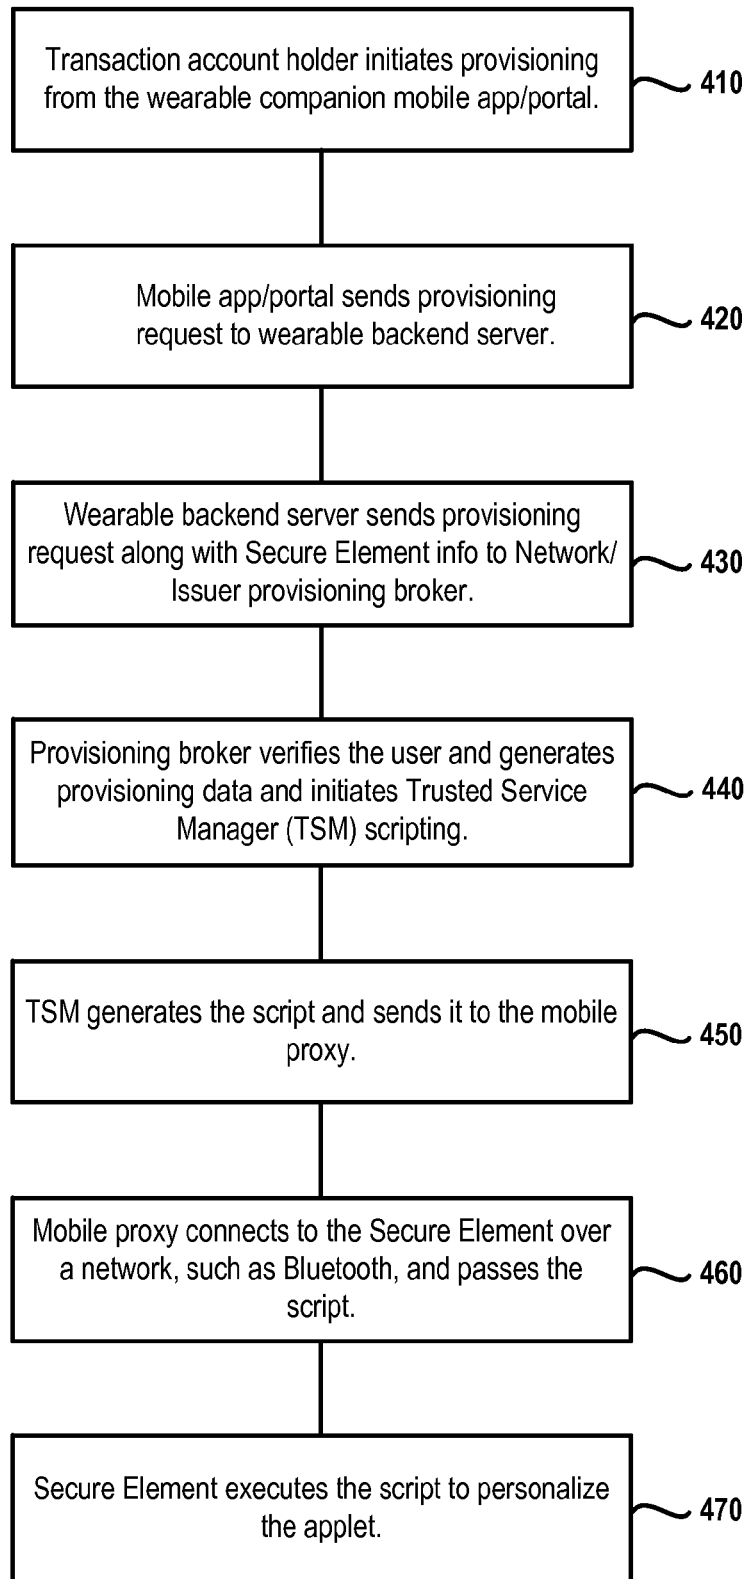 Transaction account holder initiates provisioning
from the wearable companion mobile app/portal.
410
Mobile app/portal sends provisioning
request to wearable backend server.
420
Wearable backend server sends provisioning
request along with Secure Element info to Network/
Issuer provisioning broker.
430
Provisioning broker verifies the user and generates
provisioning data and initiates Trusted Service
Manager (TSM) scripting.
440
TSM generates the script and sends it to the mobile
proxy.
450
Mobile proxy connects to the Secure Element over
a network, such as Bluetooth, and passes the
script.
460
Secure Element executes the script to personalize
the applet.
470